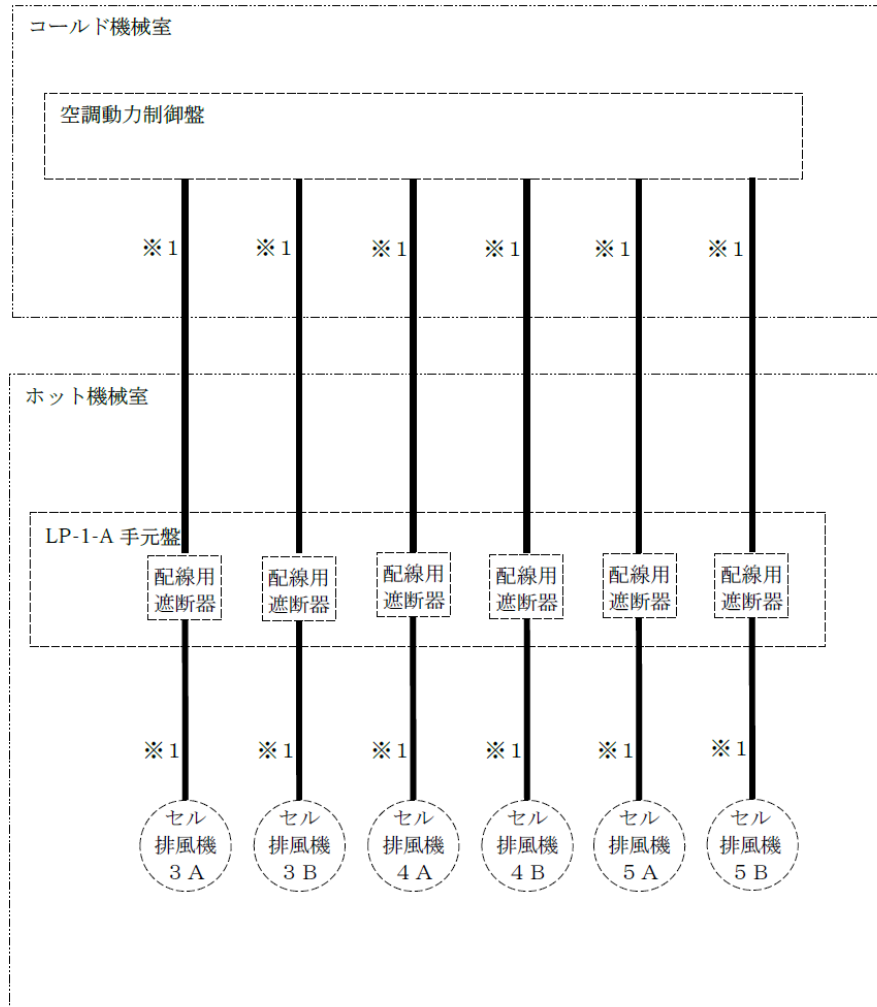 コールド機械室
空調動力制御盤
※1 ※1 ※1 ※1 ※1 ※1
ホット機械室
LP-1-A 手元盤
配線用 配線用 配線用 配線用 配線用 配線用
遮断器 遮断器 遮断器 遮断器 遮断器 遮断器
※1 ※1 ※1 ※1 ※1 ※1
セル セル セル セル セル セル
排風機 排風機 排風機 排風機 排風機 排風機
3A 3B 4A 4B 5A 5B